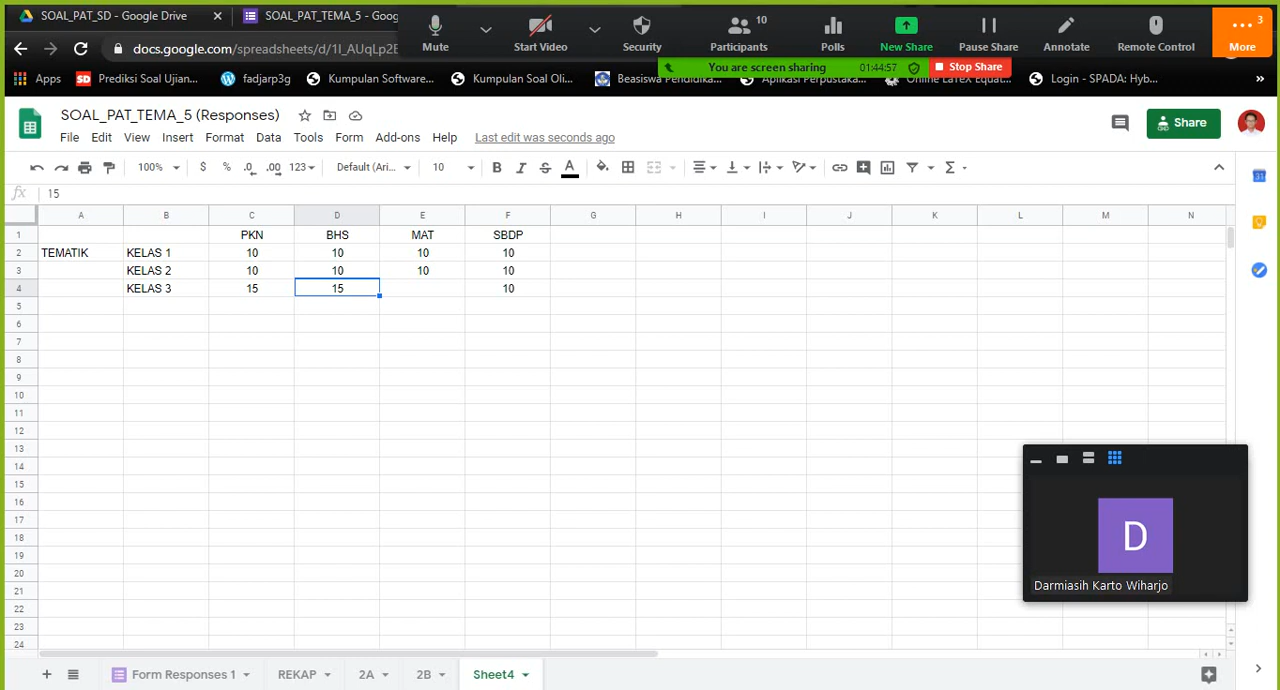 SOAL_PAT_SD - Google Drive
SOAL_PAT_TEMA_5 - Goog
docs.google.com/spreadsheets/d/1I_AUqLp2E
Mute
Start Video
Security
10
Participants
Polls
New Share
Pause Share
Annotate
Remote Control
3
More
You are screen sharing
01:44:57
Stop Share
Apps
Prediksi Soal Ujian...
fadjarp3g
Kumpulan Software...
Kumpulan Soal Oli...
Beasiswa Pendidika...
Aplikasi Perpustaka...
Online LaTeX Equat...
Login - SPADA: Hyb...
SOAL_PAT_TEMA_5 (Responses)
File Edit View Insert Format Data Tools Form Add-ons Help Last edit was seconds ago
Share
100% $ % .0 .00 123 Default (Ari... 10 B I S A Σ
fx 15
A B C D E F G H I J K L M N
1 PKN BHS MAT SBDP
2 TEMATIK KELAS 1 10 10 10 10
3 KELAS 2 10 10 10 10
4 KELAS 3 15 15 10
5
6
7
8
9
10
11
12
13
14
15
16
17
18
19
20
21
22
23
24
D
Darmiasih Karto Wiharjo
Form Responses 1 REKAP 2A 2B Sheet4